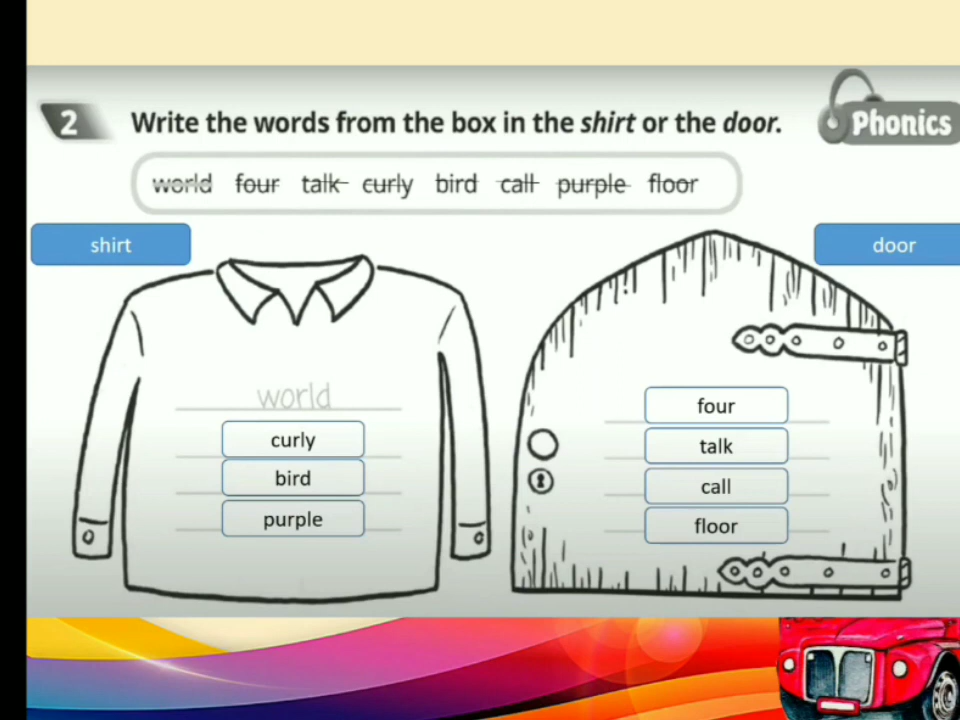 2 Write the words from the box in the shirt or the door. Phonics
world four talk curly bird call purple floor
shirt door
world
curly
bird
purple
four
talk
call
floor